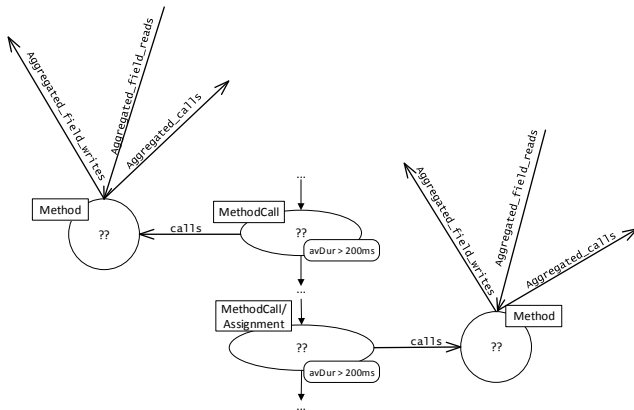 Aggregated_field_writes
Aggregated_field_reads
Aggregated_calls
Method
??
calls
...
MethodCall
??
avDur > 200ms
...
MethodCall/
Assignment
??
avDur > 200ms
...
calls
Aggregated_field_writes
Aggregated_field_reads
Aggregated_calls
Method
??